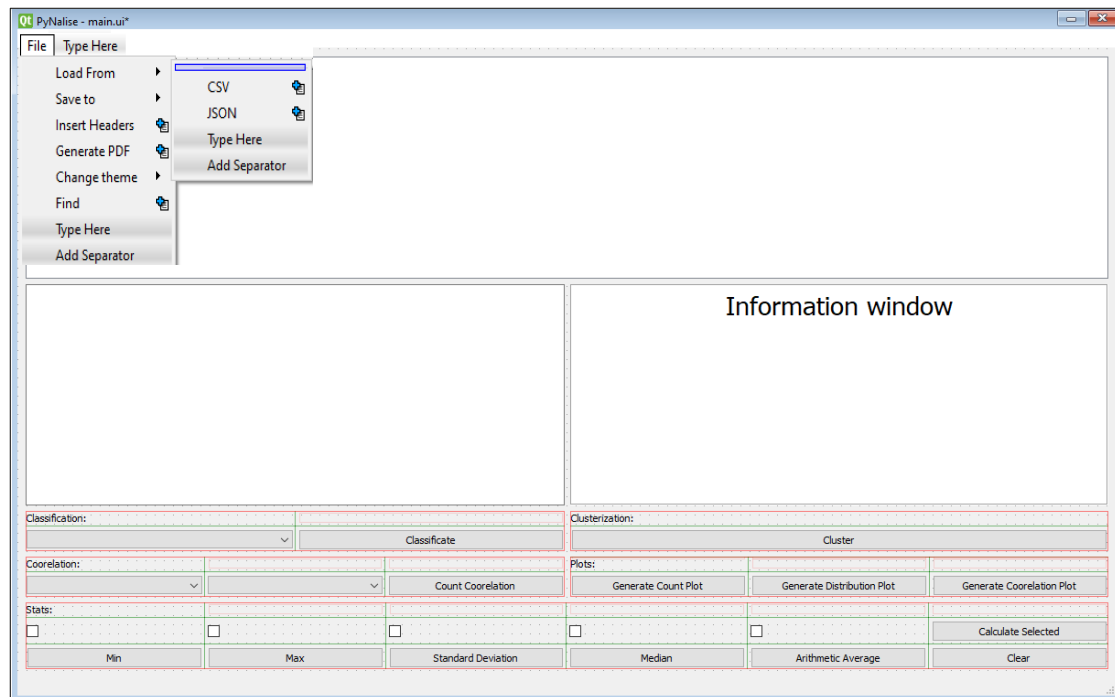 PyNalise - main.ui*
File Type Here
Load From
Save to
Insert Headers
Generate PDF
Change theme
Find
Type Here
Add Separator
CSV
JSON
Type Here
Add Separator
Information window
Classification:
Classificate
Clusterization:
Cluster
Coorelation:
Count Coorelation
Plots:
Generate Count Plot Generate Distribution Plot Generate Coorelation Plot
Stats:
Calculate Selected
Min Max Standard Deviation Median Arithmetic Average Clear